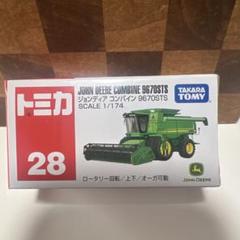 JOHN DEERE COMBINE 9670STS
ジョンディア コンバイン 9670STS
SCALE 1/174
TAKARA
TOMY
トミカ
28
JOHN DEERE
ロータリー回転/上下/オーガ可動